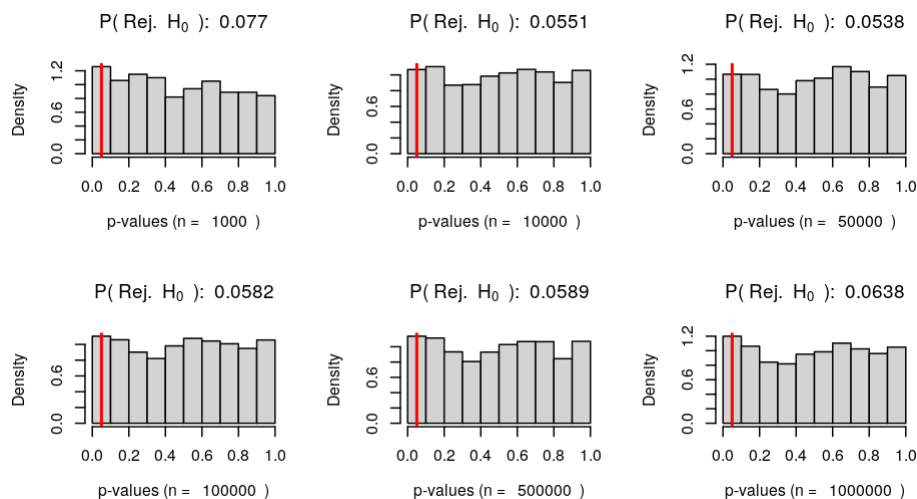 P( Rej. H₀ ): 0.077
Density
0.0
0.6
1.2
0.0 0.2 0.4 0.6 0.8 1.0
p-values (n = 1000 )
P( Rej. H₀ ): 0.0551
Density
0.0
0.6
0.0 0.2 0.4 0.6 0.8 1.0
p-values (n = 10000 )
P( Rej. H₀ ): 0.0538
Density
0.0
0.6
1.2
0.0 0.2 0.4 0.6 0.8 1.0
p-values (n = 50000 )
P( Rej. H₀ ): 0.0582
Density
0.0
0.6
0.0 0.2 0.4 0.6 0.8 1.0
p-values (n = 100000 )
P( Rej. H₀ ): 0.0589
Density
0.0
0.6
0.0 0.2 0.4 0.6 0.8 1.0
p-values (n = 500000 )
P( Rej. H₀ ): 0.0638
Density
0.0
0.6
1.2
0.0 0.2 0.4 0.6 0.8 1.0
p-values (n = 1000000 )